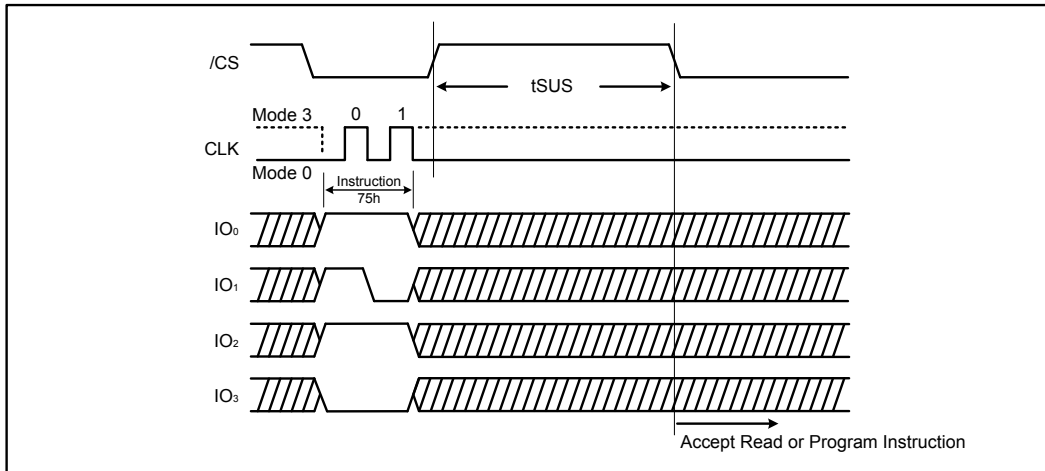 /CS
tSUS
Mode 3
0
1
CLK
Mode 0
Instruction
75h
IO₀
IO₁
IO₂
IO₃
Accept Read or Program Instruction